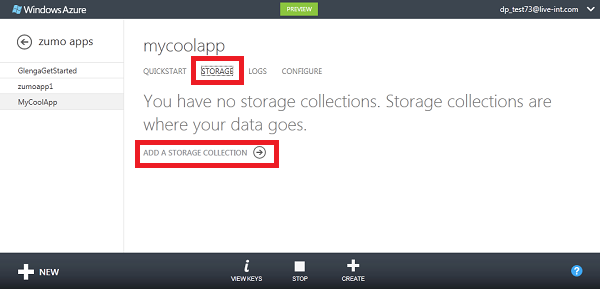 Windows Azure
PREVIEW
dp_test73@live-int.com
zumo apps
GlengaGetStarted
zumoapp1
MyCoolApp
mycoolapp
QUICKSTART STORAGE LOGS CONFIGURE
You have no storage collections. Storage collections are
where your data goes.
ADD A STORAGE COLLECTION
NEW
VIEW KEYS
STOP
CREATE
?